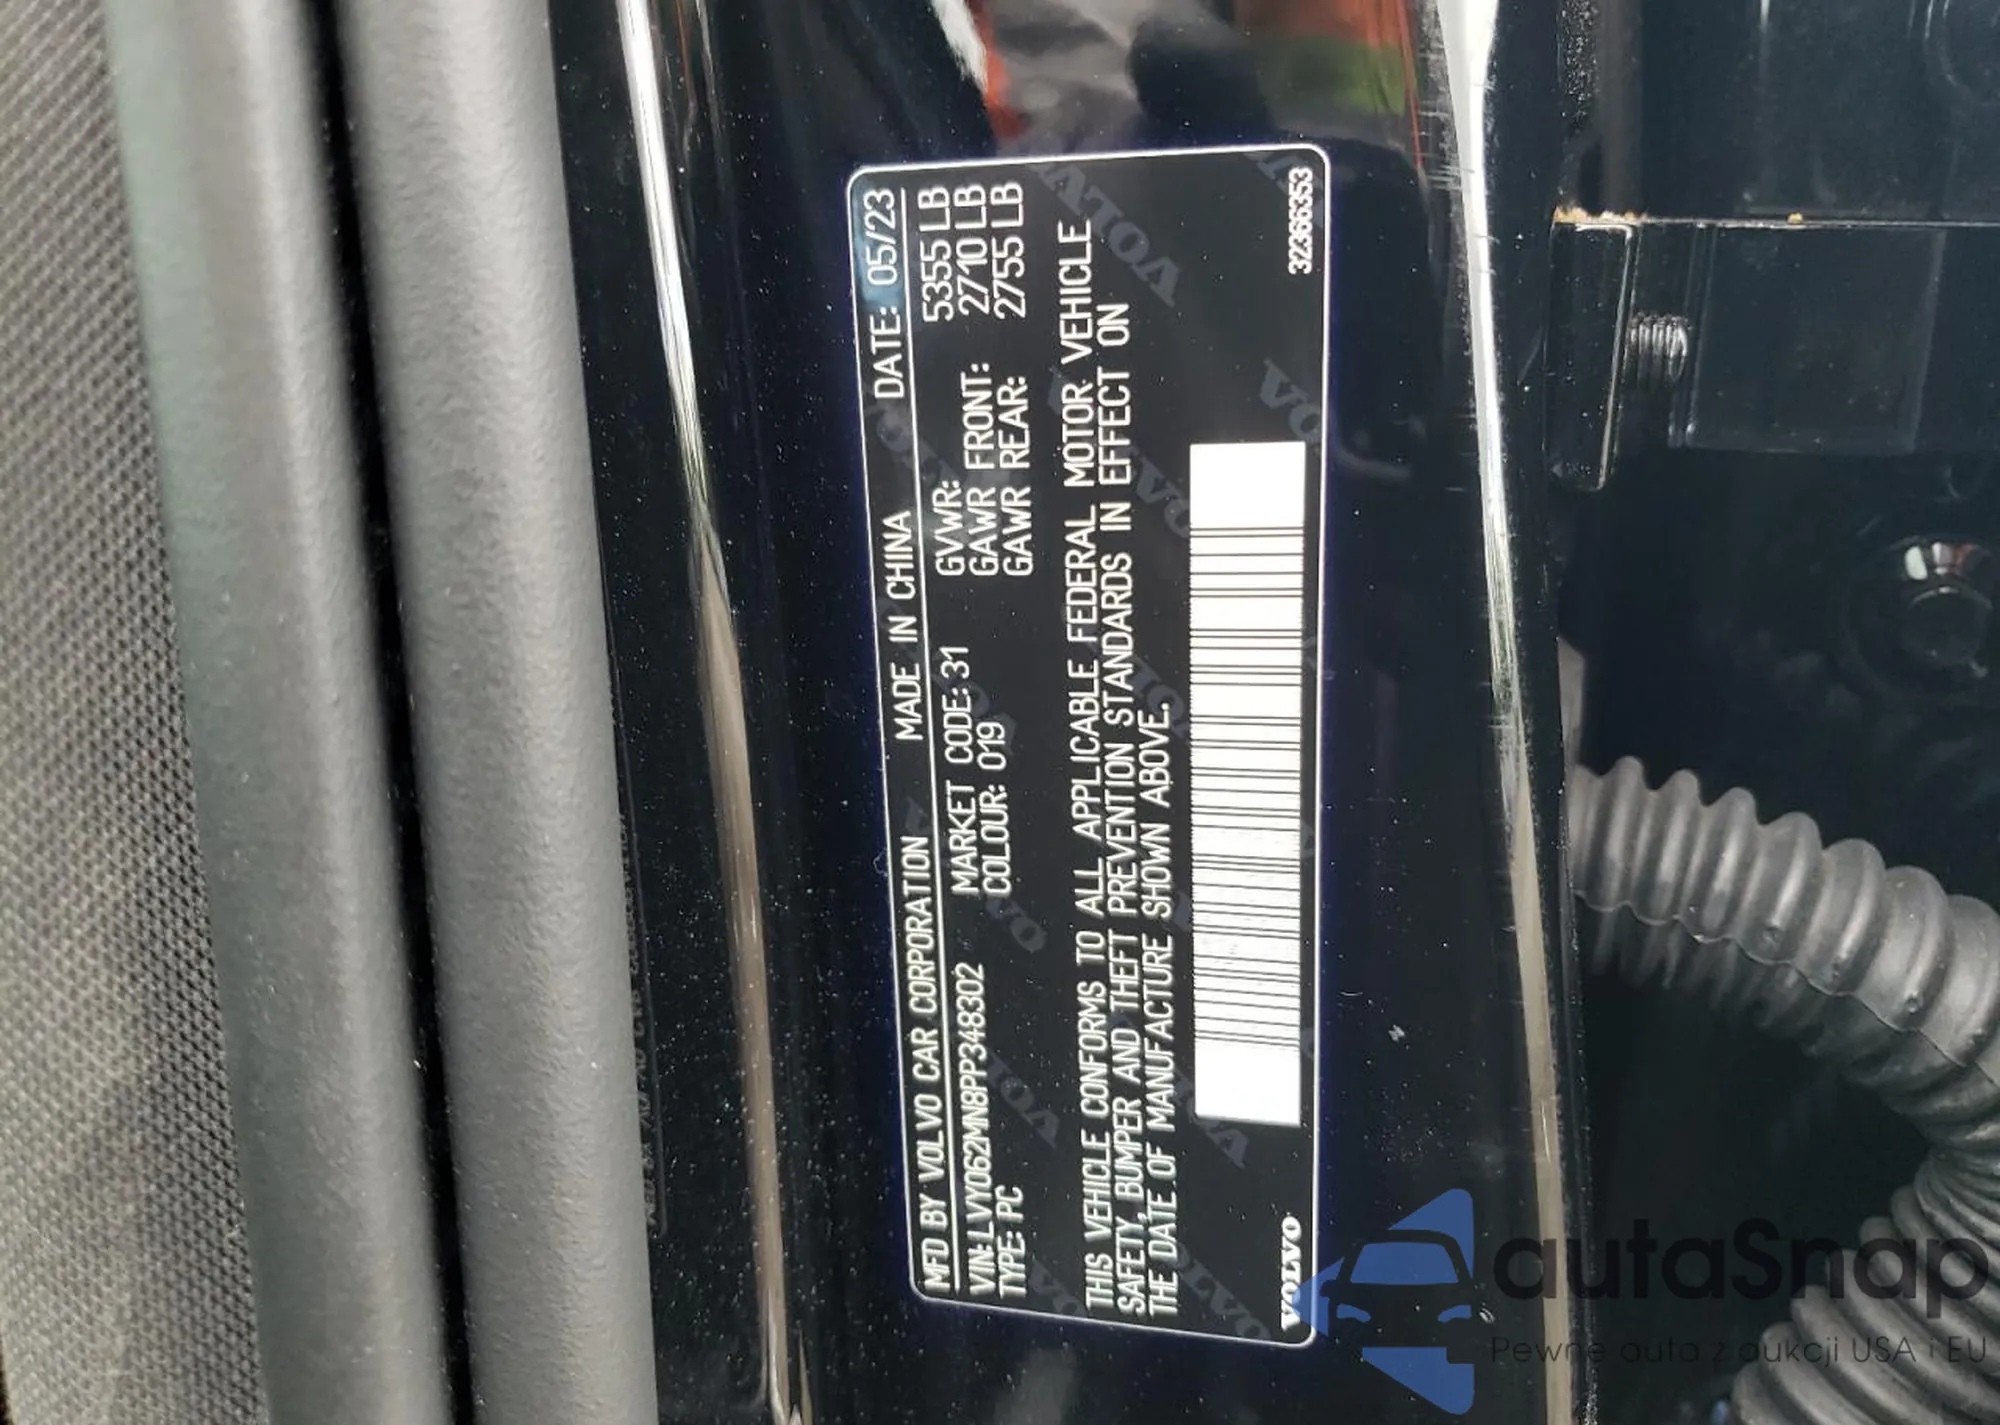 MFD BY VOLVO CAR CORPORATION MADE IN CHINA DATE: 05/23
VIN: LVY062MN8PP348302 MARKET CODE: 31 GVWR: 5355 LB
TYPE: PC COLOUR: 019 GAWR FRONT: 2710 LB
GAWR REAR: 2755 LB
THIS VEHICLE CONFORMS TO ALL APPLICABLE FEDERAL MOTOR VEHICLE
SAFETY, BUMPER AND THEFT PREVENTION STANDARDS IN EFFECT ON
THE DATE OF MANUFACTURE SHOWN ABOVE.
VOLVO 32366353
autoSnap
Pewne auta z aukcji USA i EU